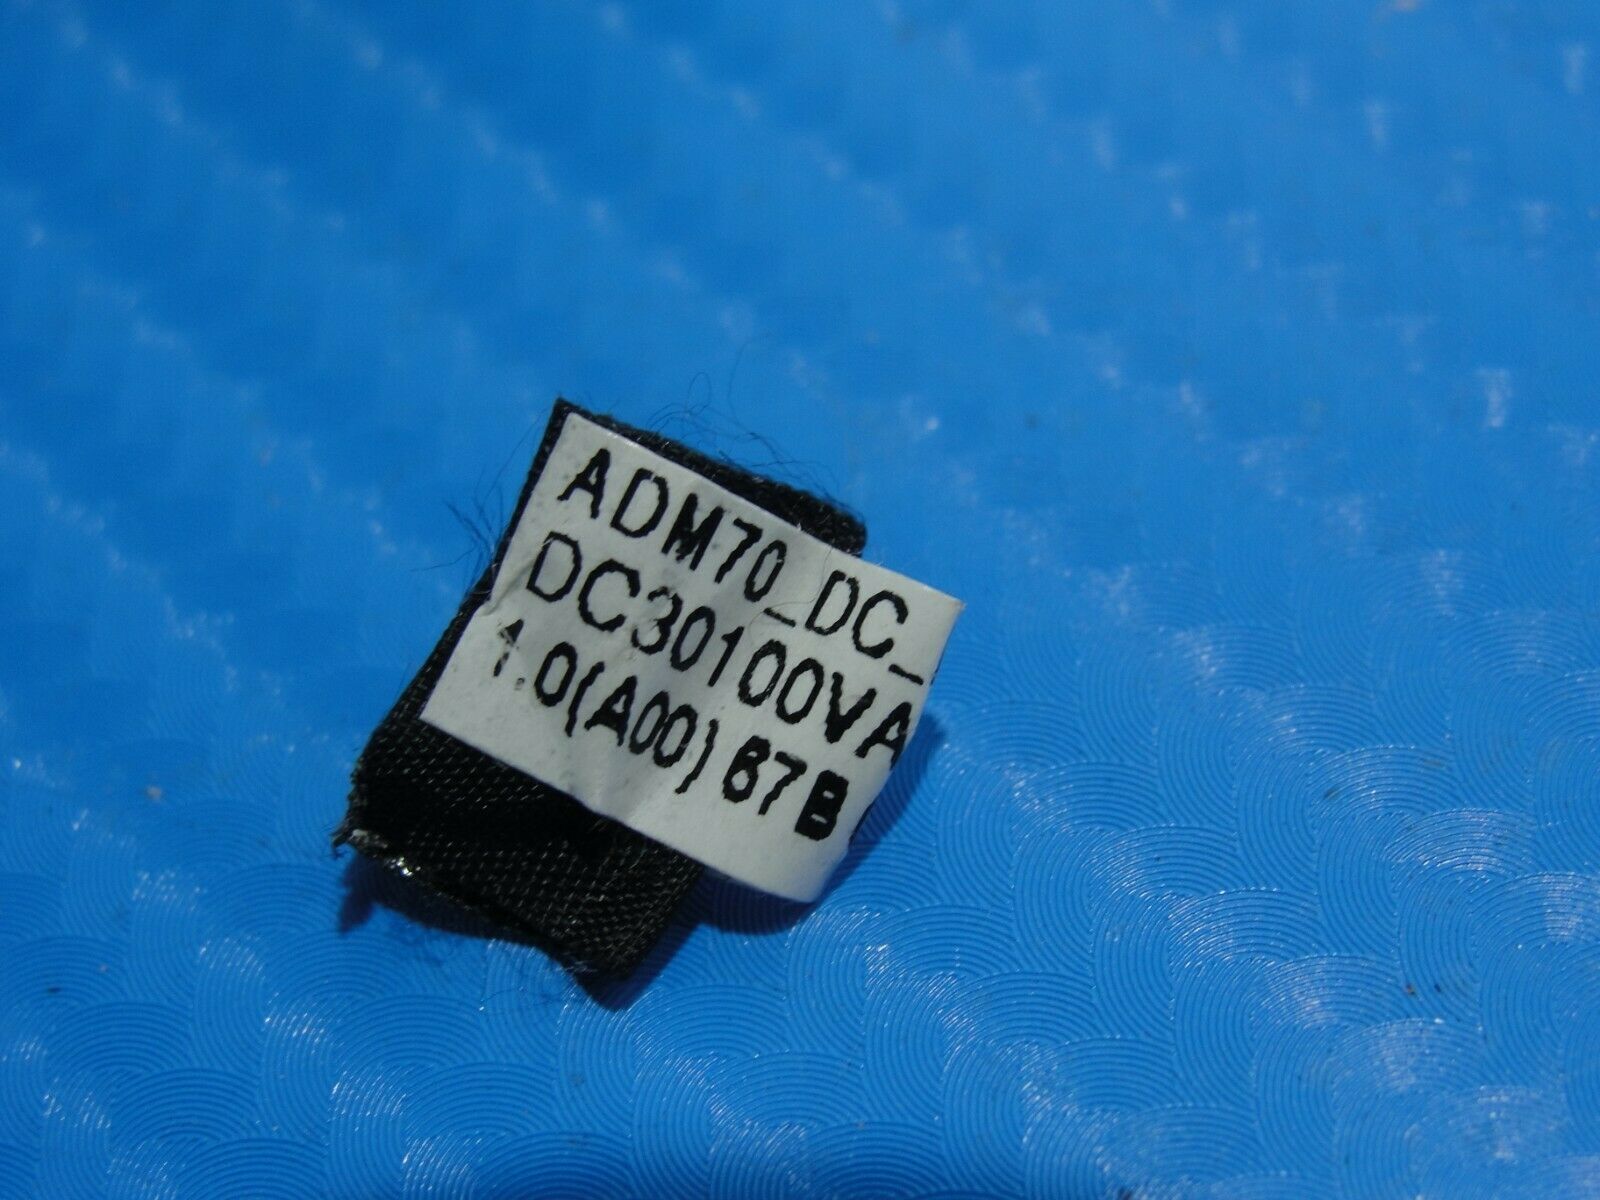 ADM70_DC_
DC30100VA
1.0(A00) 67B